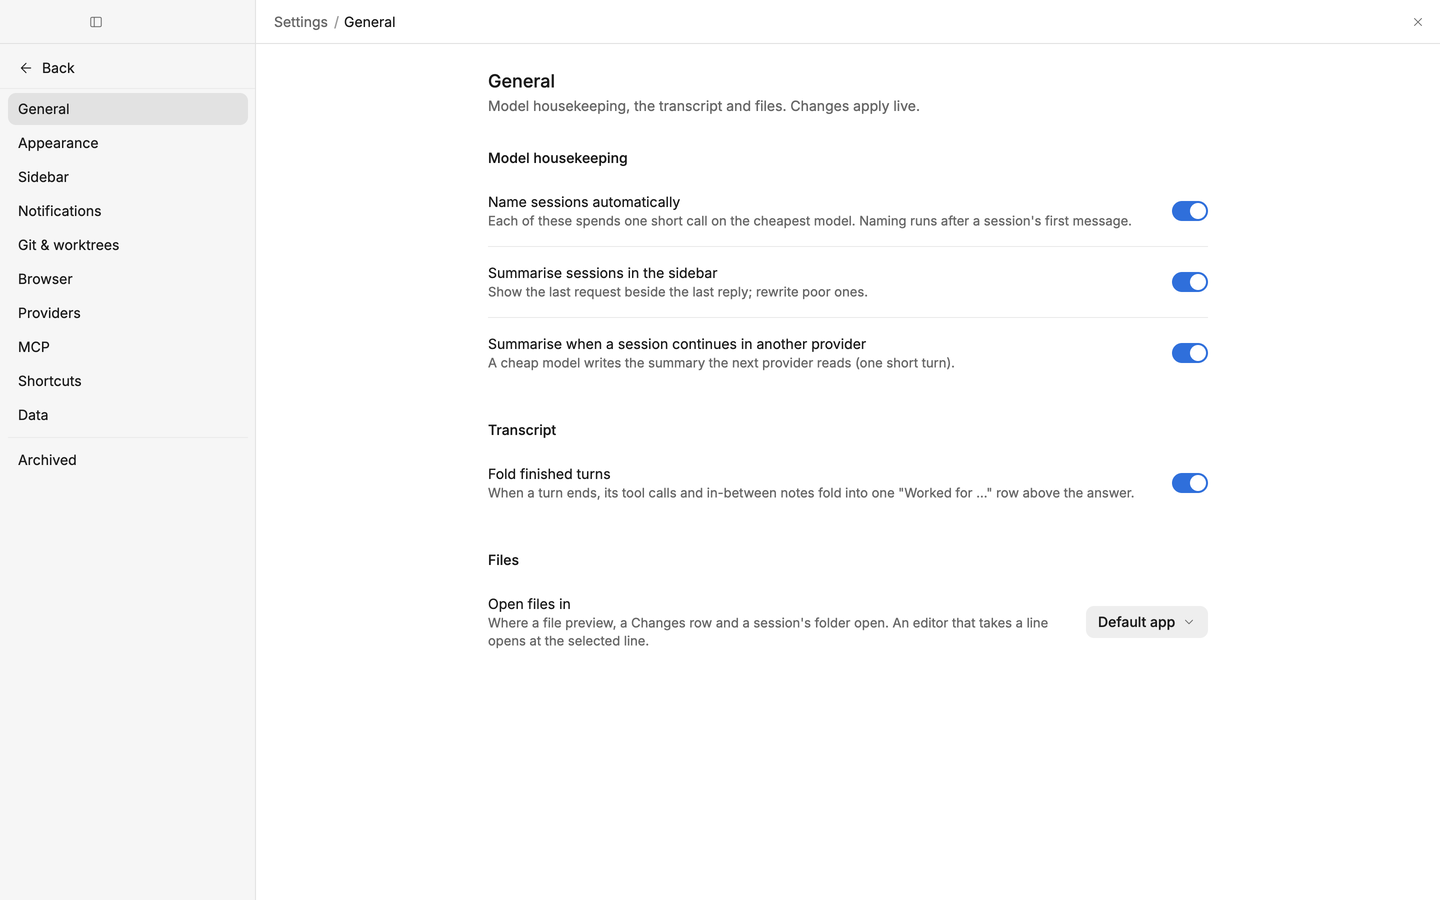 Settings / General
Back
General
Appearance
Sidebar
Notifications
Git & worktrees
Browser
Providers
MCP
Shortcuts
Data
Archived
General
Model housekeeping, the transcript and files. Changes apply live.
Model housekeeping
Name sessions automatically
Each of these spends one short call on the cheapest model. Naming runs after a session's first message.
Summarise sessions in the sidebar
Show the last request beside the last reply; rewrite poor ones.
Summarise when a session continues in another provider
A cheap model writes the summary the next provider reads (one short turn).
Transcript
Fold finished turns
When a turn ends, its tool calls and in-between notes fold into one "Worked for ..." row above the answer.
Files
Open files in
Where a file preview, a Changes row and a session's folder open. An editor that takes a line
opens at the selected line.
Default app